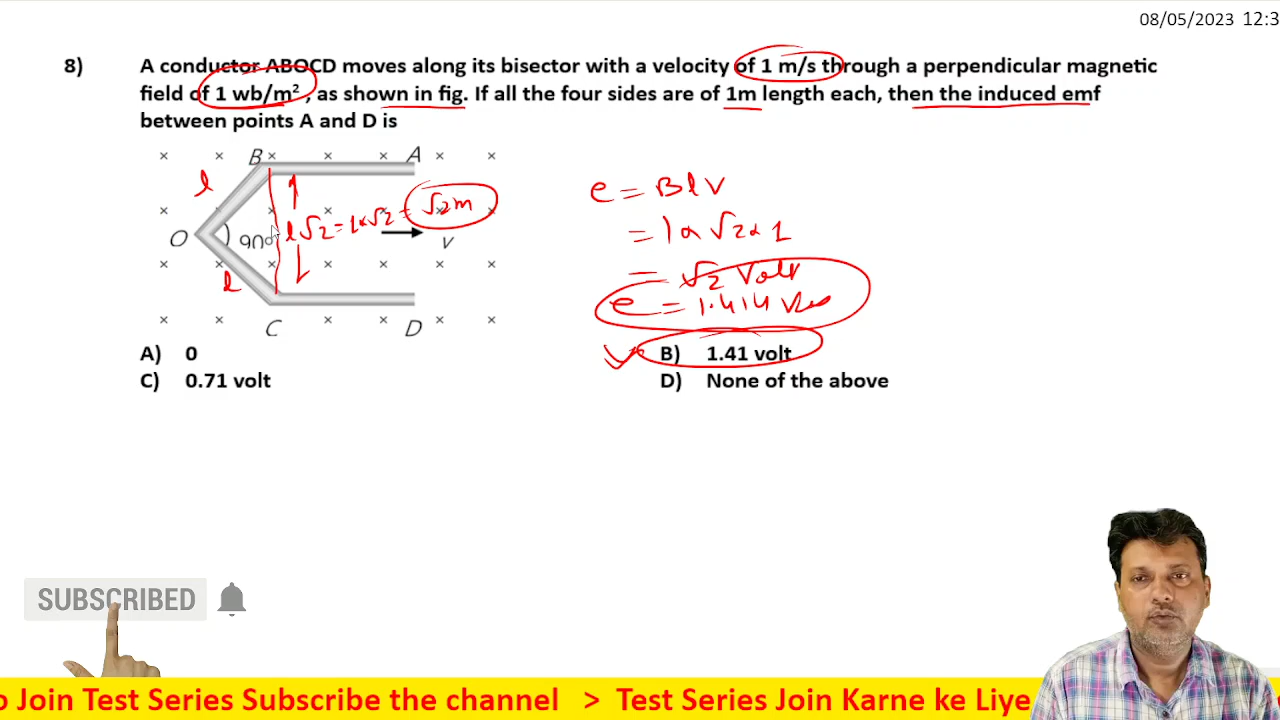 08/05/2023 12:3
8) A conductor ABOCD moves along its bisector with a velocity of 1 m/s through a perpendicular magnetic
field of 1 wb/m², as shown in fig. If all the four sides are of 1m length each, then the induced emf
between points A and D is
B A
l
l√2 = 1×√2 = √2m
O 90° V
l
C D
e = BlV
= 1×√2×1
= √2 Volt
e = 1.414
A) 0 B) 1.41 volt
C) 0.71 volt D) None of the above
SUBSCRIBED
o Join Test Series Subscribe the channel > Test Series Join Karne ke Liye